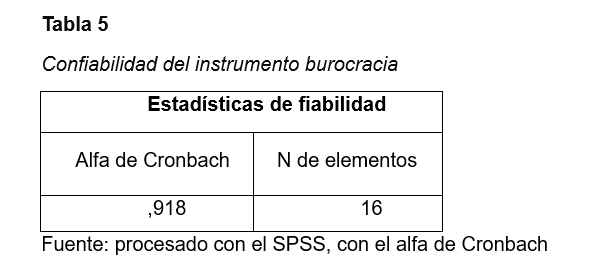 Tabla 5
Confiabilidad del instrumento burocracia
Estadísticas de fiabilidad
Alfa de Cronbach N de elementos
,918 16
Fuente: procesado con el SPSS, con el alfa de Cronbach